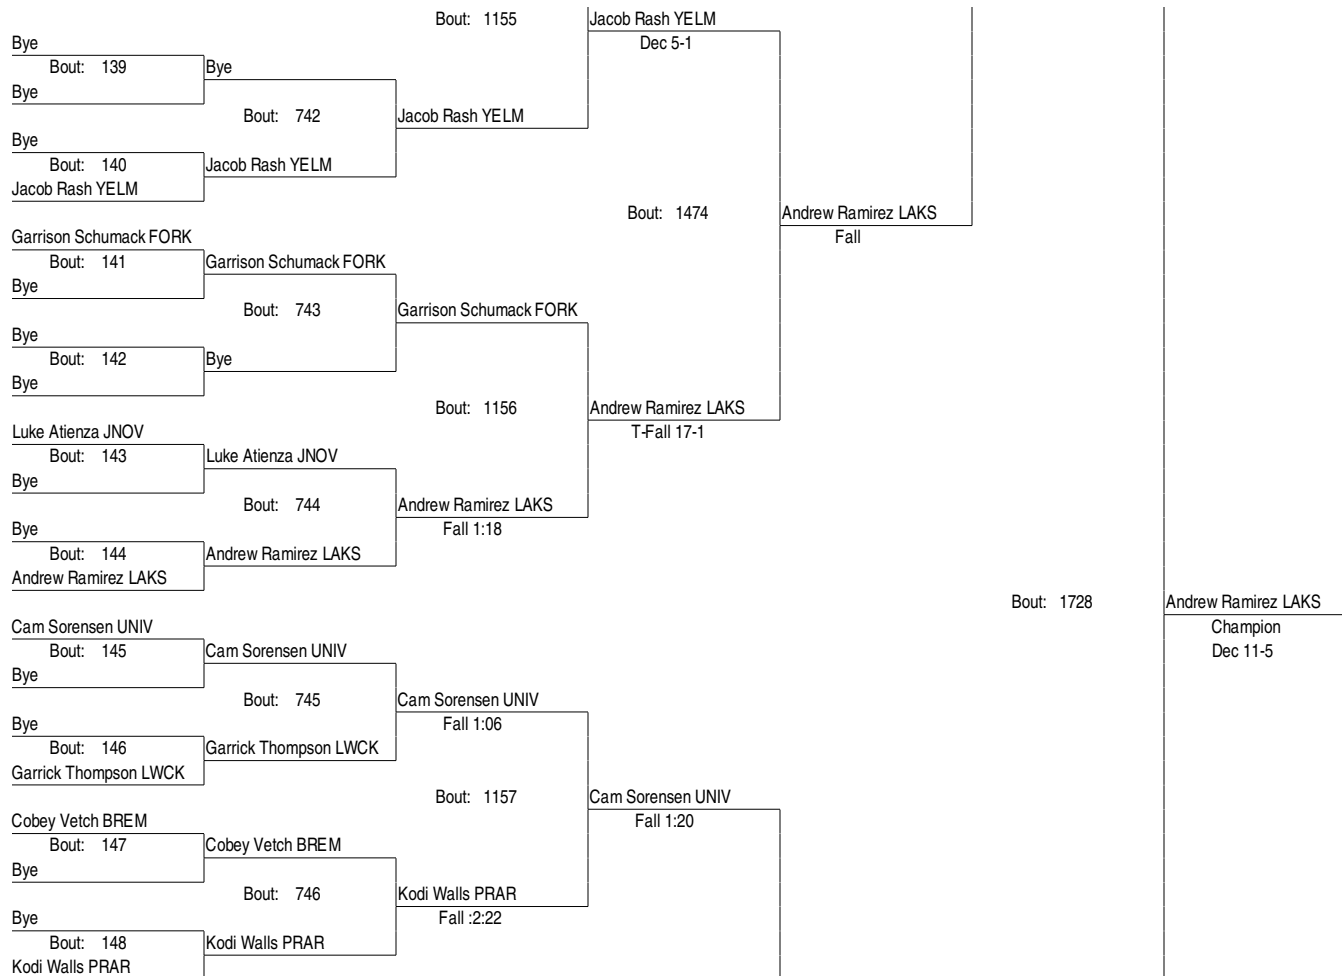 Bout: 1155 Jacob Rash YELM
Bye Dec 5-1
Bout: 139 Bye
Bye
Bout: 742 Jacob Rash YELM
Bye
Bout: 140 Jacob Rash YELM
Jacob Rash YELM
Bout: 1474 Andrew Ramirez LAKS
Garrison Schumack FORK Fall
Bout: 141 Garrison Schumack FORK
Bye
Bout: 743 Garrison Schumack FORK
Bye
Bout: 142 Bye
Bye
Bout: 1156 Andrew Ramirez LAKS
Luke Atienza JNOV T-Fall 17-1
Bout: 143 Luke Atienza JNOV
Bye
Bout: 744 Andrew Ramirez LAKS
Bye Fall 1:18
Bout: 144 Andrew Ramirez LAKS
Andrew Ramirez LAKS
Bout: 1728 Andrew Ramirez LAKS
Cam Sorensen UNIV Champion
Bout: 145 Cam Sorensen UNIV Dec 11-5
Bye
Bout: 745 Cam Sorensen UNIV
Bye Fall 1:06
Bout: 146 Garrick Thompson LWCK
Garrick Thompson LWCK
Bout: 1157 Cam Sorensen UNIV
Cobey Vetch BREM Fall 1:20
Bout: 147 Cobey Vetch BREM
Bye
Bout: 746 Kodi Walls PRAR
Bye Fall :2:22
Bout: 148 Kodi Walls PRAR
Kodi Walls PRAR